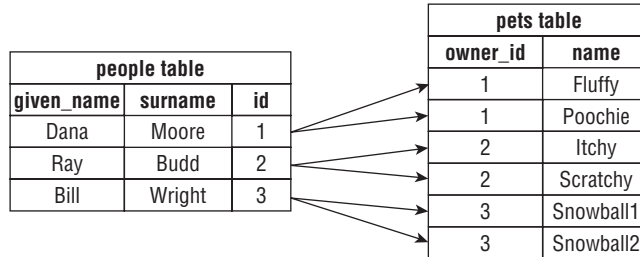 people table
given_name surname id
Dana Moore 1
Ray Budd 2
Bill Wright 3
pets table
owner_id name
1 Fluffy
1 Poochie
2 Itchy
2 Scratchy
3 Snowball1
3 Snowball2